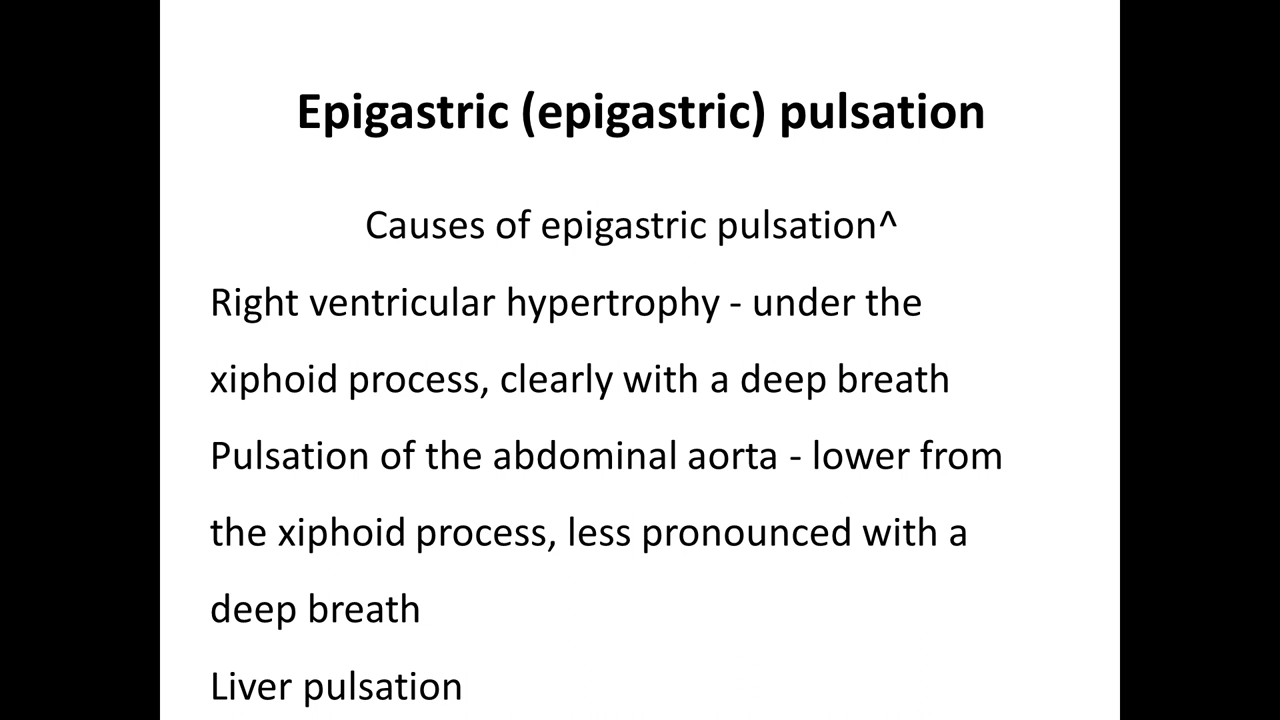 Epigastric (epigastric) pulsation
Causes of epigastric pulsation^
Right ventricular hypertrophy - under the
xiphoid process, clearly with a deep breath
Pulsation of the abdominal aorta - lower from
the xiphoid process, less pronounced with a
deep breath
Liver pulsation